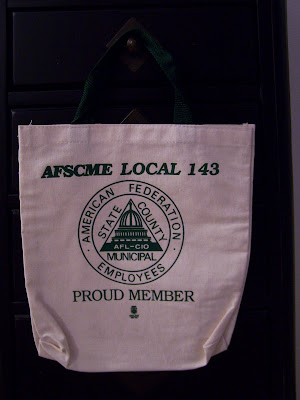 AFSCME LOCAL 143
AMERICAN FEDERATION
STATE COUNTY
AFL-CIO
MUNICIPAL
EMPLOYEES
PROUD MEMBER